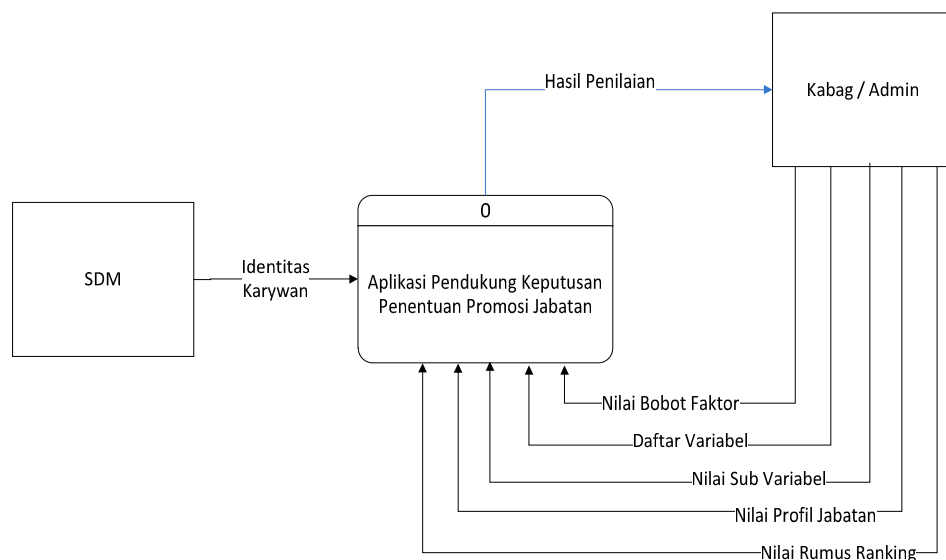 Hasil Penilaian
Kabag / Admin
0
SDM
Identitas
Karywan
Aplikasi Pendukung Keputusan
Penentuan Promosi Jabatan
Nilai Bobot Faktor
Daftar Variabel
Nilai Sub Variabel
Nilai Profil Jabatan
Nilai Rumus Ranking